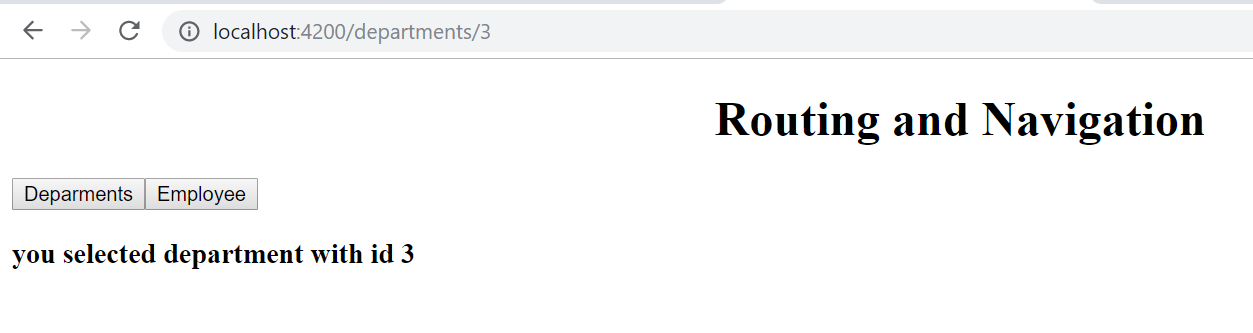 localhost:4200/departments/3
Routing and Navigation
Deparments Employee
you selected department with id 3